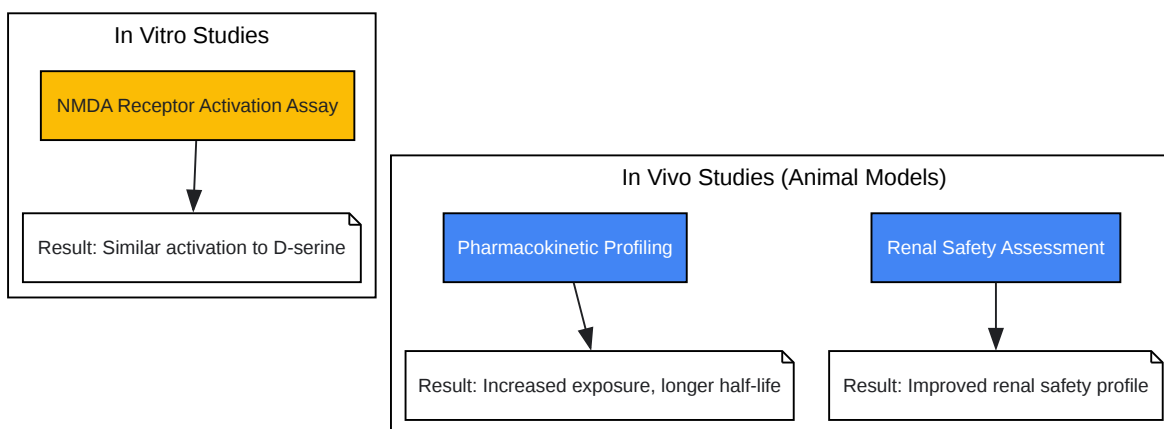 In Vitro Studies
NMDA Receptor Activation Assay
Result: Similar activation to D-serine
In Vivo Studies (Animal Models)
Pharmacokinetic Profiling
Renal Safety Assessment
Result: Increased exposure, longer half-life
Result: Improved renal safety profile